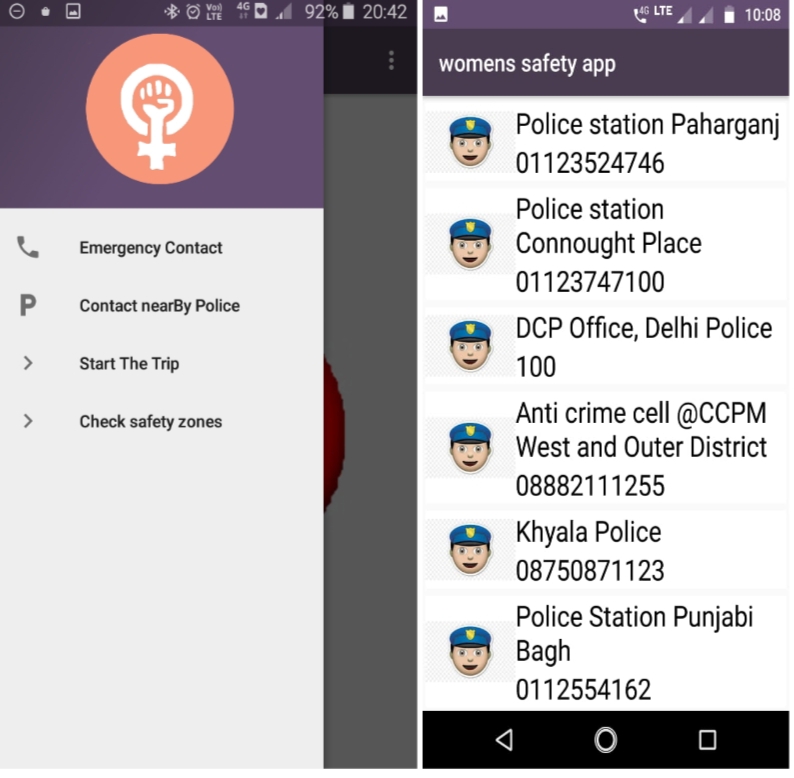 Voi) LTE 4G 92% 20:42
Emergency Contact
P Contact nearBy Police
Start The Trip
Check safety zones
4G LTE 10:08
womens safety app
Police station Paharganj
01123524746
Police station
Connought Place
01123747100
DCP Office, Delhi Police
100
Anti crime cell @CCPM
West and Outer District
08882111255
Khyala Police
08750871123
Police Station Punjabi
Bagh
0112554162